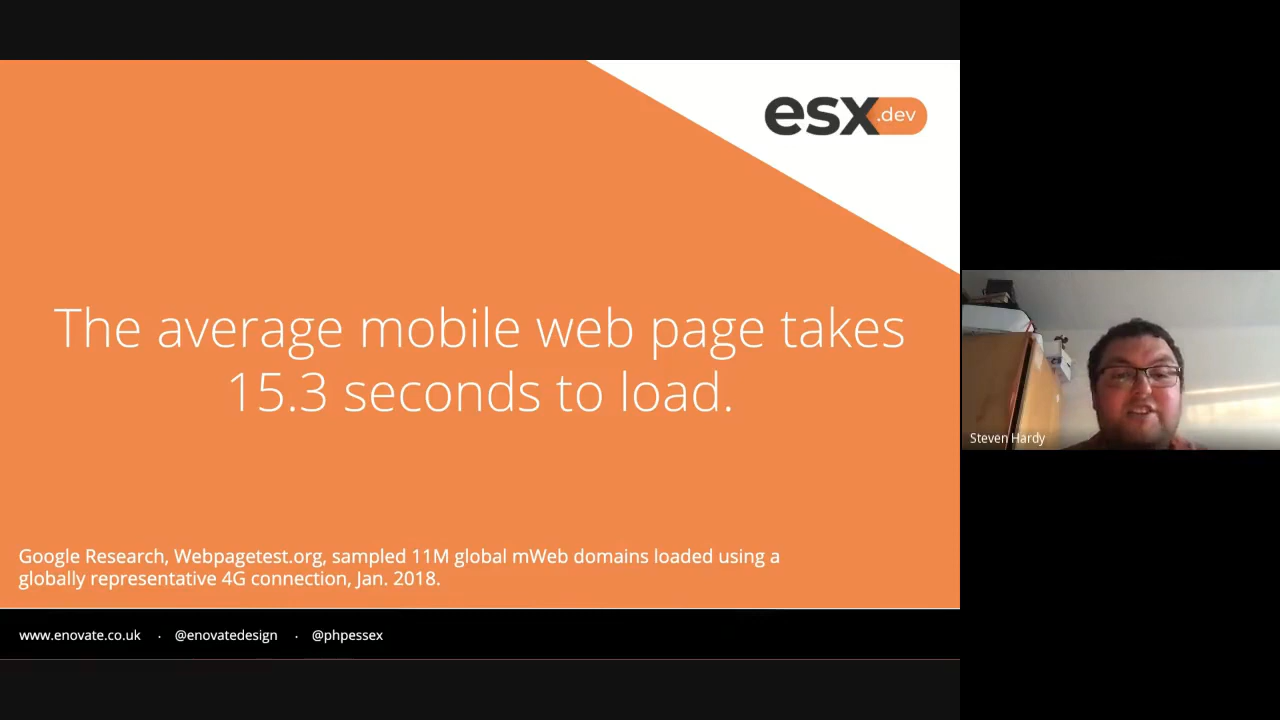 esx.dev
The average mobile web page takes
15.3 seconds to load.
Google Research, Webpagetest.org, sampled 11M global mWeb domains loaded using a
globally representative 4G connection, Jan. 2018.
www.enovate.co.uk · @enovatedesign · @phpessex
Steven Hardy